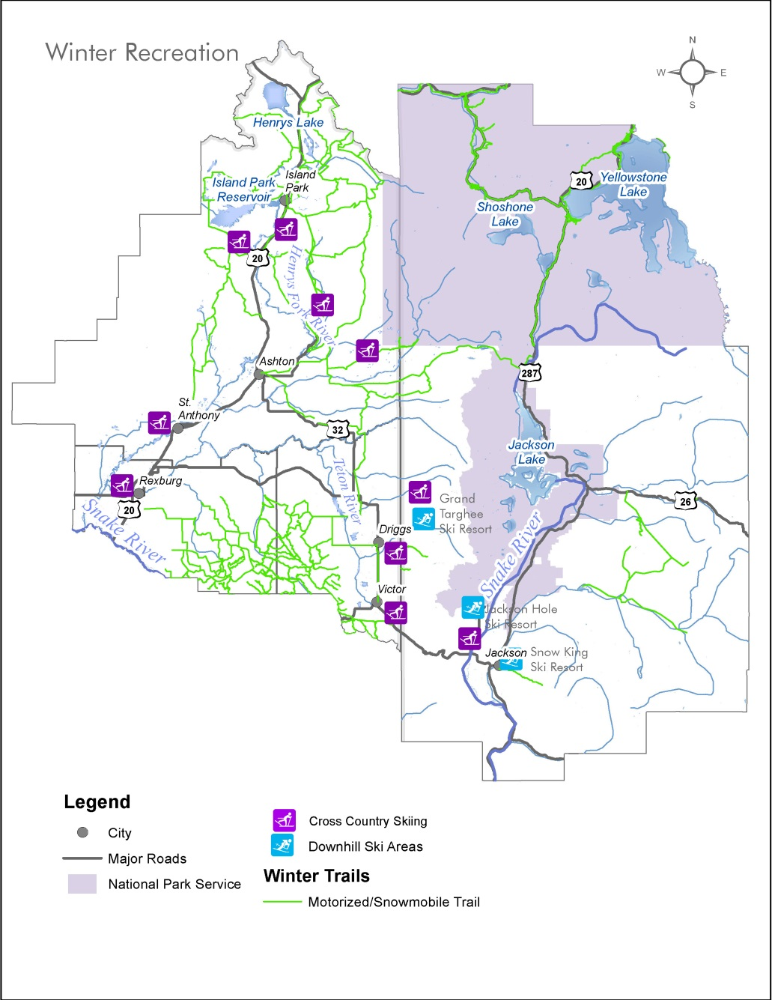 Winter Recreation
N
W
E
S
Henrys Lake
Island
Park
Island Park
Reservoir
20
Yellowstone
Lake
Shoshone
Lake
20
Henrys Fork River
Ashton
287
St.
Anthony
32
Jackson
Lake
Teton River
Rexburg
20
Snake River
26
Grand
Targhee
Ski Resort
Driggs
Snake River
Victor
Jackson Hole
Ski Resort
Jackson
Snow King
Ski Resort
Legend
City
Major Roads
National Park Service
Cross Country Skiing
Downhill Ski Areas
Winter Trails
Motorized/Snowmobile Trail